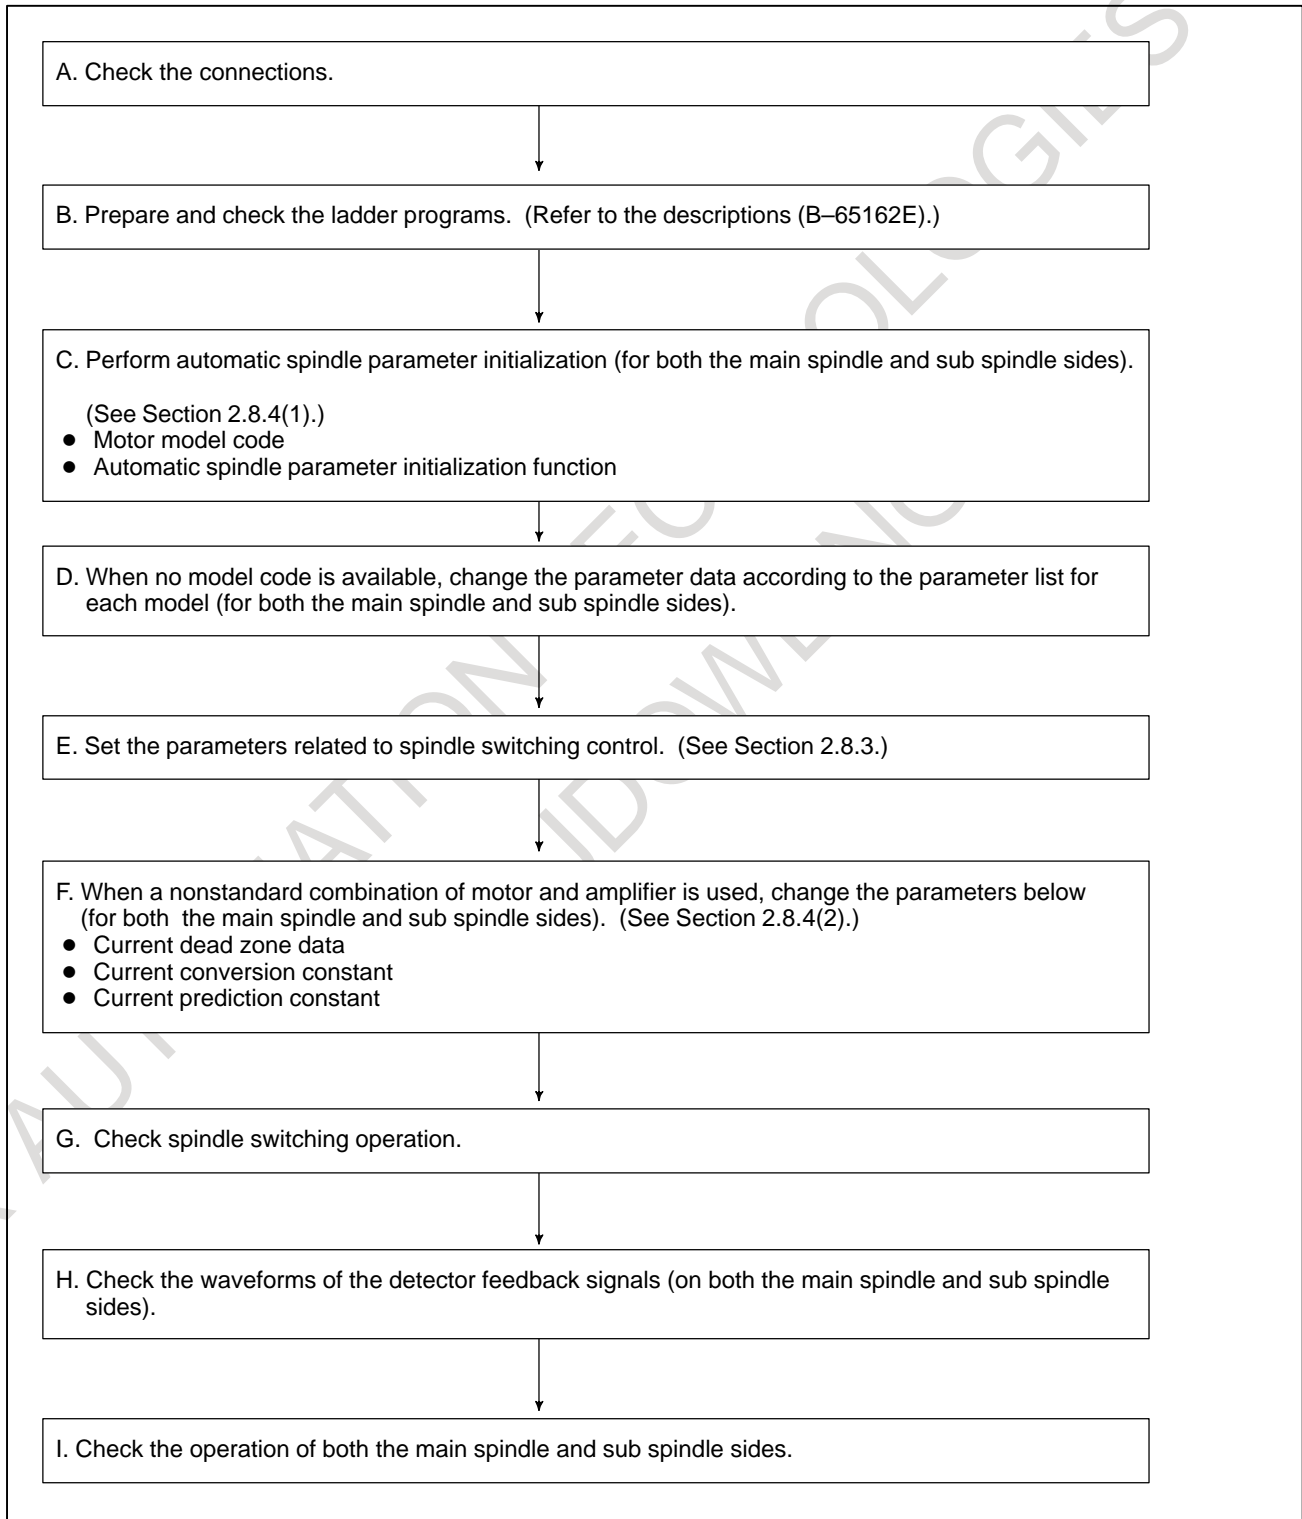 A. Check the connections.
B. Prepare and check the ladder programs.  (Refer to the descriptions (B–65162E).)
C. Perform automatic spindle parameter initialization (for both the main spindle and sub spindle sides).
(See Section 2.8.4(1).)
● Motor model code
● Automatic spindle parameter initialization function
D. When no model code is available, change the parameter data according to the parameter list for
each model (for both the main spindle and sub spindle sides).
E. Set the parameters related to spindle switching control.  (See Section 2.8.3.)
F. When a nonstandard combination of motor and amplifier is used, change the parameters below
(for both  the main spindle and sub spindle sides).  (See Section 2.8.4(2).)
● Current dead zone data
● Current conversion constant
● Current prediction constant
G.  Check spindle switching operation.
H. Check the waveforms of the detector feedback signals (on both the main spindle and sub spindle
sides).
I. Check the operation of both the main spindle and sub spindle sides.